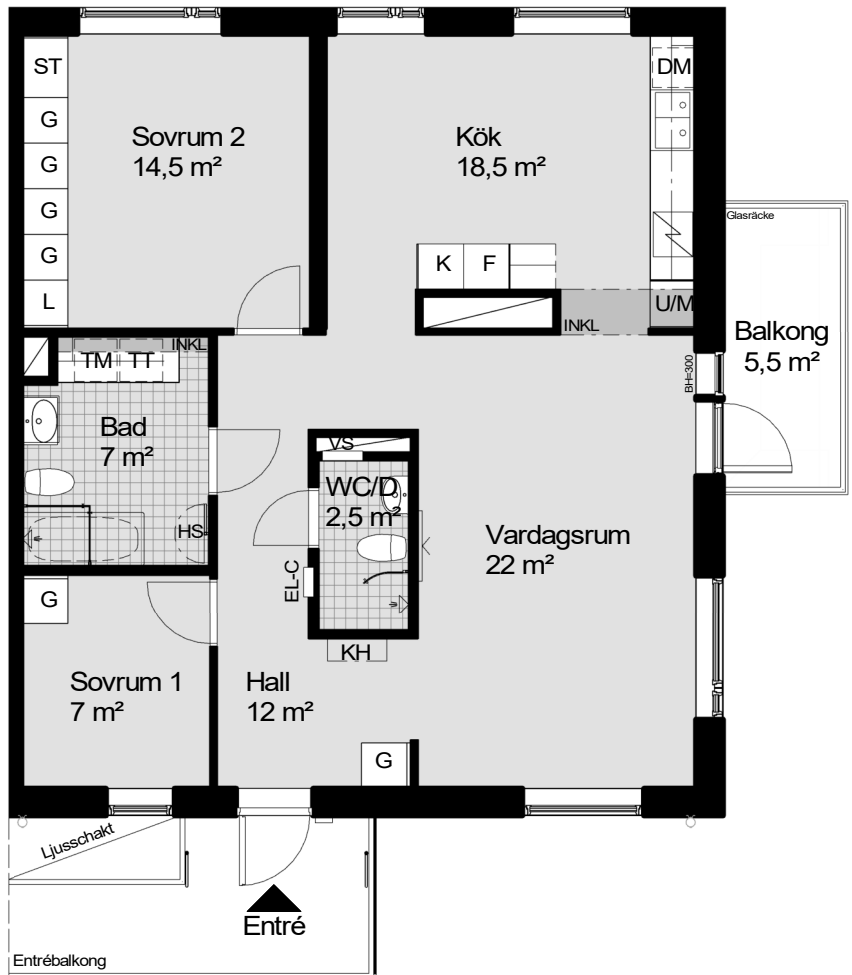 ST
G
G
G
G
L
Sovrum 2
14,5 m²
Kök
18,5 m²
DM
K
F
U/M
INKL
Glasräcke
Balkong
5,5 m²
BH=300
INKL
TM
TT
Bad
7 m²
HS
VS
WC/D
2,5 m²
EL-C
KH
Vardagsrum
22 m²
G
Sovrum 1
7 m²
Hall
12 m²
G
Ljusschakt
Entré
Entrébalkong